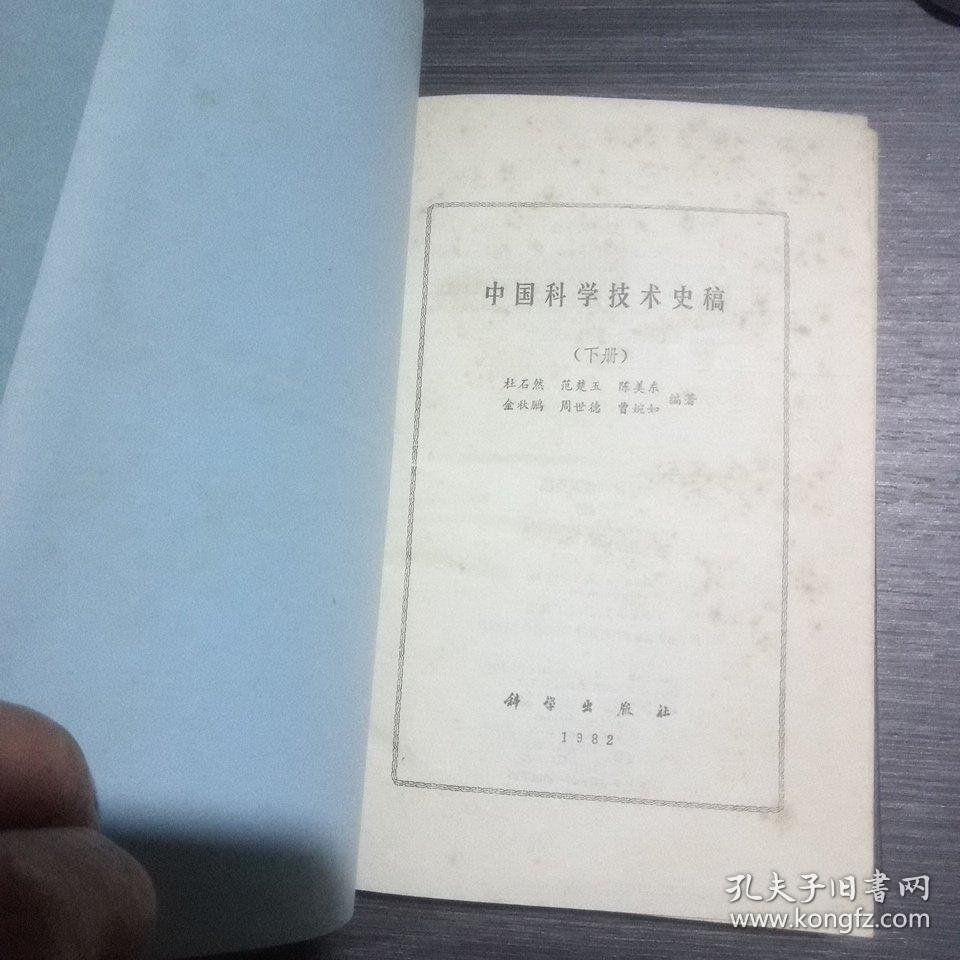 中国科学技术史稿
（下册）
杜石然 范楚玉 陈美东
金秋鹏 周世德 曹婉如 编著
科学出版社
1982
孔夫子旧書网
www.kongfz.com